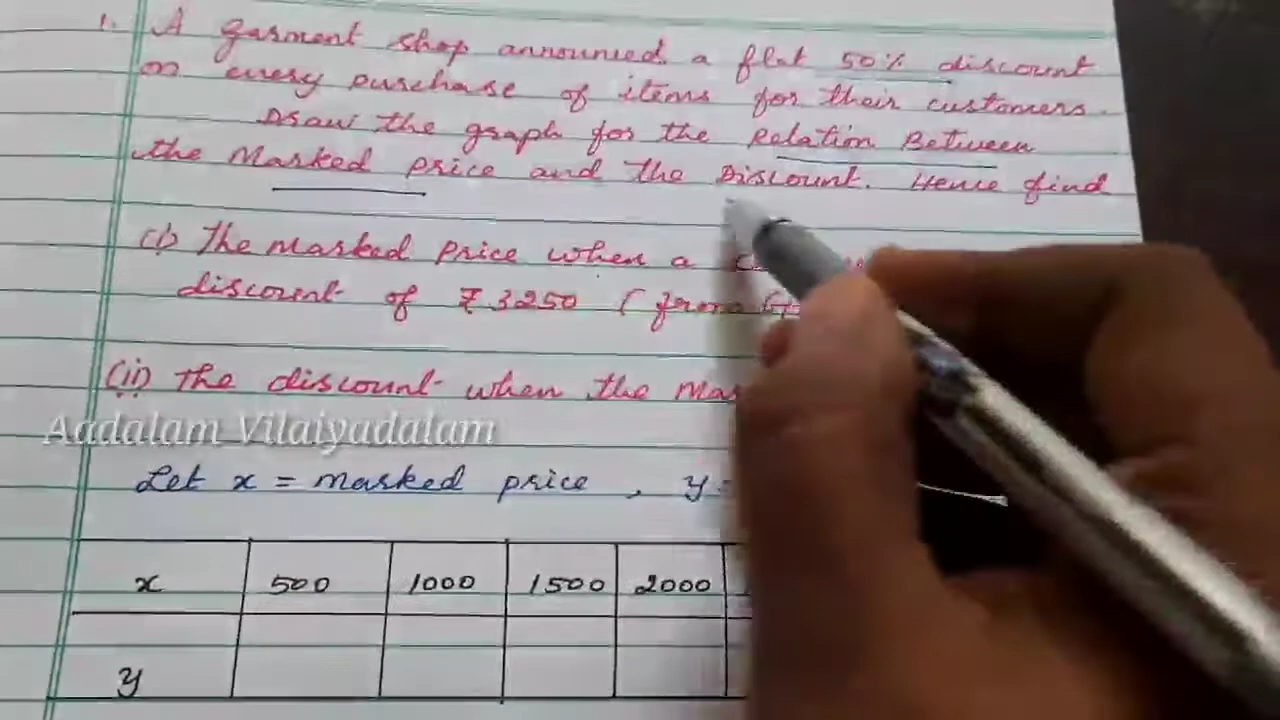 1. A garment shop announced a flat 50% discount
on every purchase of items for their customers.
Draw the graph for the Relation Between
the Marked price and the Discount. Hence find
(i) The marked price when a
discount of ₹ 3250 (from
(ii) The discount when the
Aadalam Vilaiyadalam
Let x = marked price , y =
x 500 1000 1500 2000
y